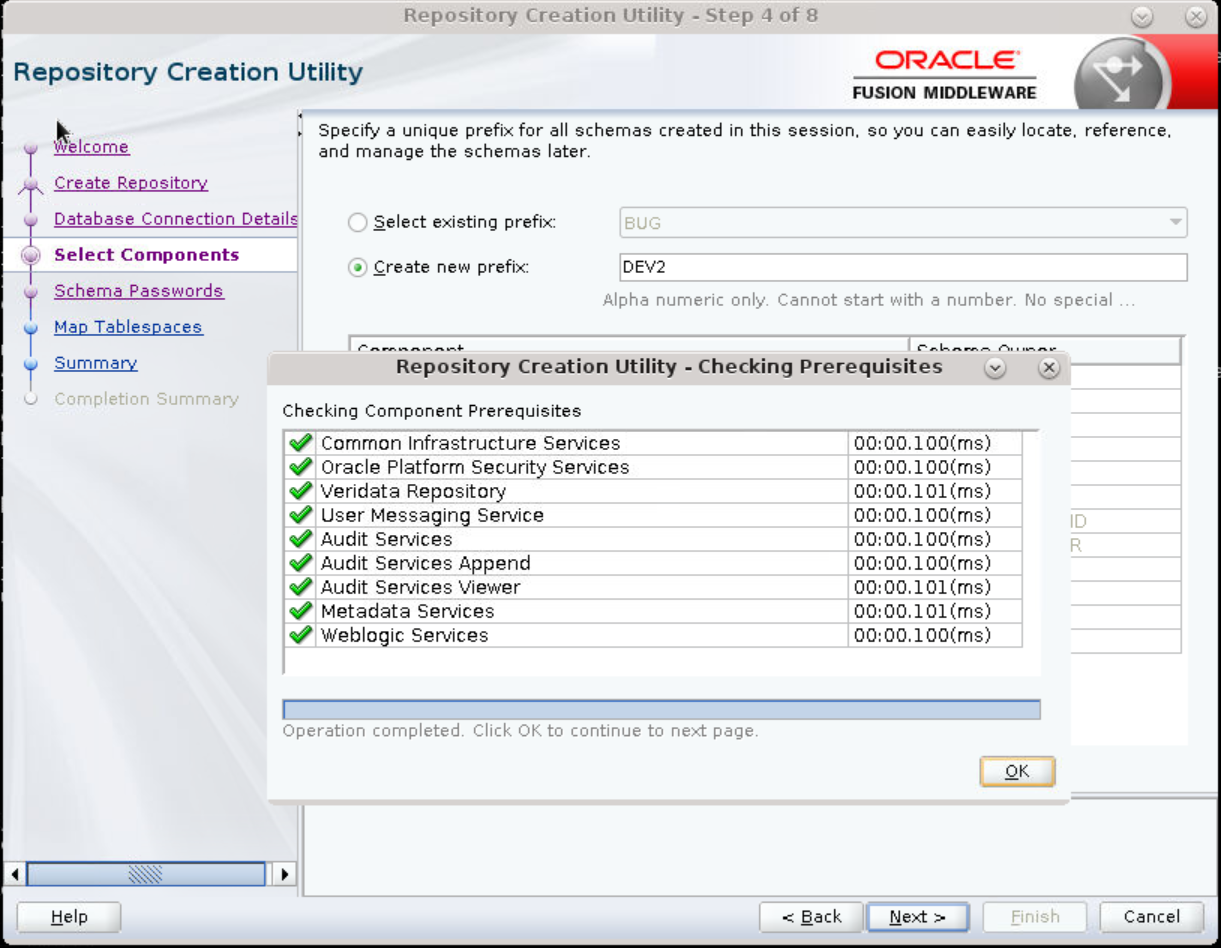 Repository Creation Utility - Step 4 of 8
Repository Creation Utility
ORACLE
FUSION MIDDLEWARE
Welcome
Create Repository
Database Connection Details
Select Components
Schema Passwords
Map Tablespaces
Summary
Completion Summary
Specify a unique prefix for all schemas created in this session, so you can easily locate, reference,
and manage the schemas later.
Select existing prefix: BUG
Create new prefix: DEV2
Alpha numeric only. Cannot start with a number. No special ...
Component Schema Owner
Repository Creation Utility - Checking Prerequisites
Checking Component Prerequisites
Common Infrastructure Services 00:00.100(ms)
Oracle Platform Security Services 00:00.100(ms)
Veridata Repository 00:00.101(ms)
User Messaging Service 00:00.100(ms)
Audit Services 00:00.100(ms)
Audit Services Append 00:00.100(ms)
Audit Services Viewer 00:00.101(ms)
Metadata Services 00:00.101(ms)
Weblogic Services 00:00.100(ms)
Operation completed. Click OK to continue to next page.
OK
Help
< Back
Next >
Finish
Cancel